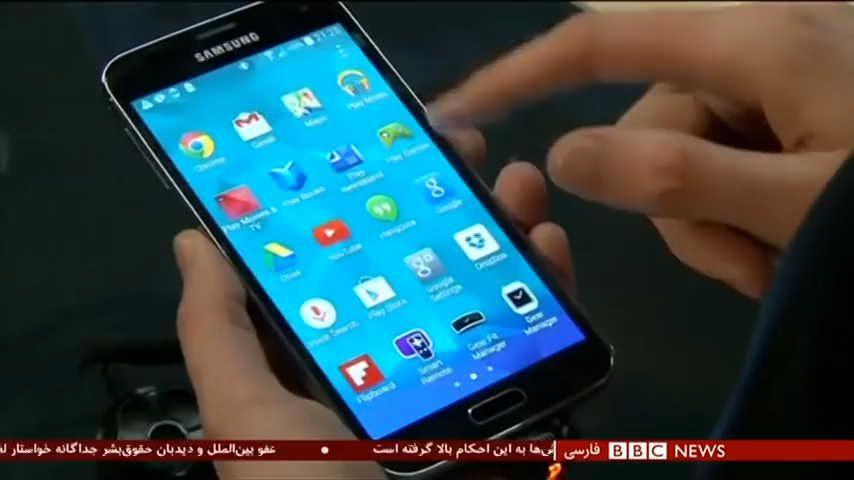 SAMSUNG
21:28
Chrome
Gmail
Maps
Play Music
Play Movies & TV
Play Books
Play Newsstand
Play Games
Drive
YouTube
Hangouts
Google
Voice Search
Play Store
Google Settings
Dropbox
Flipboard
Smart Remote
Gear Fit Manager
Gear Manager
ی‌ها به این احکام بالا گرفته است • عفو بین‌الملل و دیدبان حقوق‌بشر جداگانه خواستار
BBC NEWS فارسی